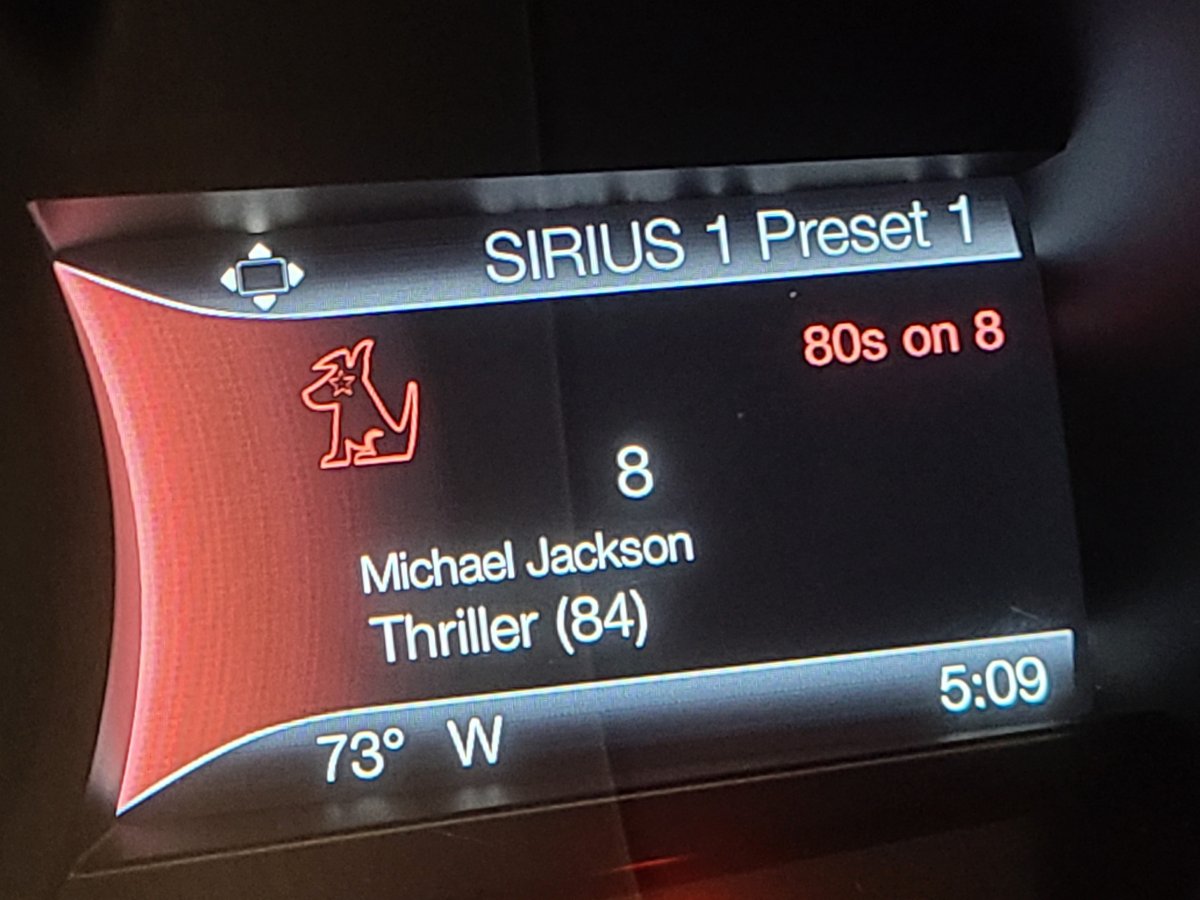 SIRIUS 1 Preset 1
80s on 8
8
Michael Jackson
Thriller (84)
73° W
5:09